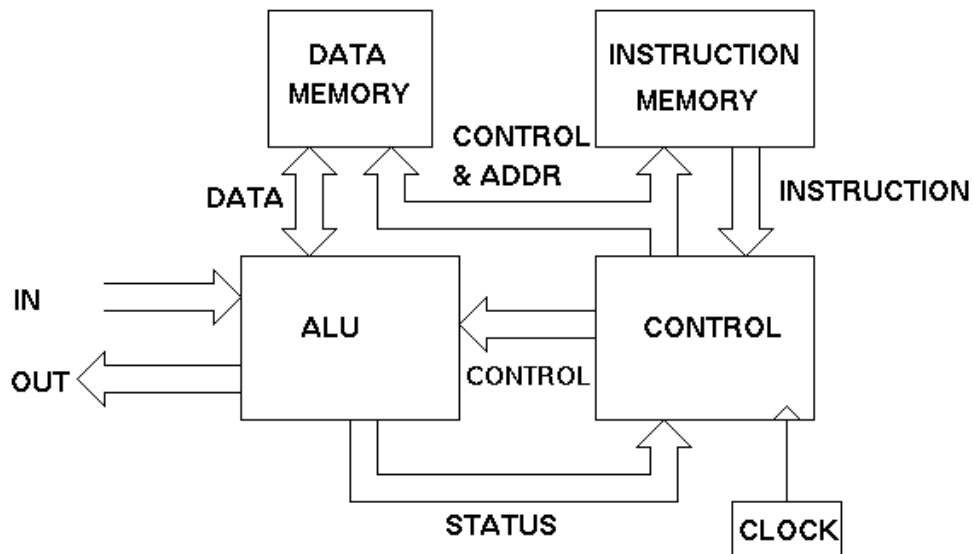 DATA
MEMORY
INSTRUCTION
MEMORY
CONTROL
& ADDR
DATA
INSTRUCTION
IN
ALU
CONTROL
OUT
CONTROL
STATUS
CLOCK